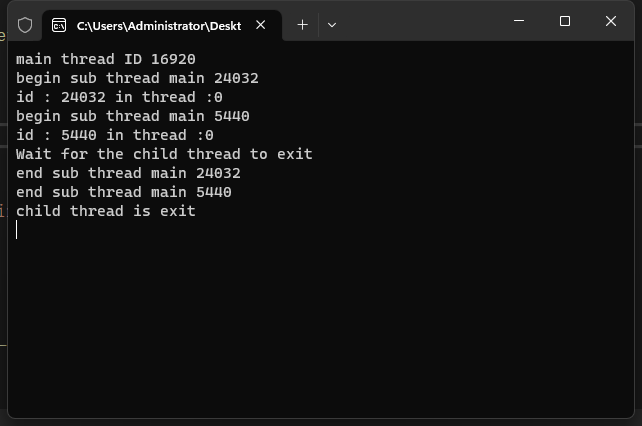 C:\Users\Administrator\Deskt
main thread ID 16920
begin sub thread main 24032
id : 24032 in thread :0
begin sub thread main 5440
id : 5440 in thread :0
Wait for the child thread to exit
end sub thread main 24032
end sub thread main 5440
child thread is exit